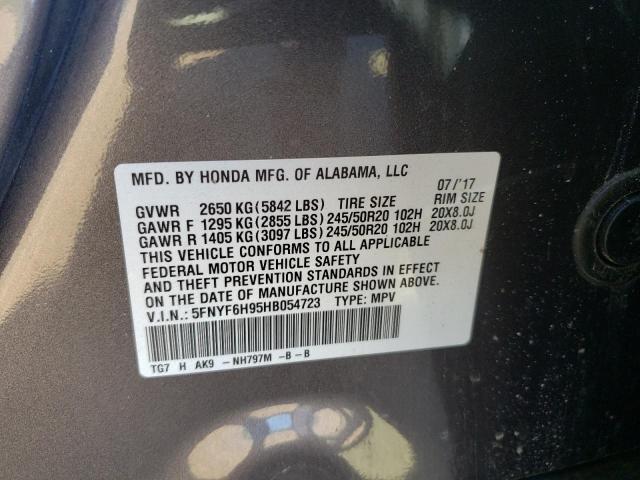 MFD. BY HONDA MFG. OF ALABAMA, LLC
07/'17
GVWR 2650 KG (5842 LBS) TIRE SIZE RIM SIZE
GAWR F 1295 KG (2855 LBS) 245/50R20 102H 20X8.0J
GAWR R 1405 KG (3097 LBS) 245/50R20 102H 20X8.0J
THIS VEHICLE CONFORMS TO ALL APPLICABLE
FEDERAL MOTOR VEHICLE SAFETY
AND THEFT PREVENTION STANDARDS IN EFFECT
ON THE DATE OF MANUFACTURE SHOWN ABOVE.
V.I.N.: 5FNYF6H95HB054723 TYPE: MPV
TG7 H AK9 -NH797M -B-B